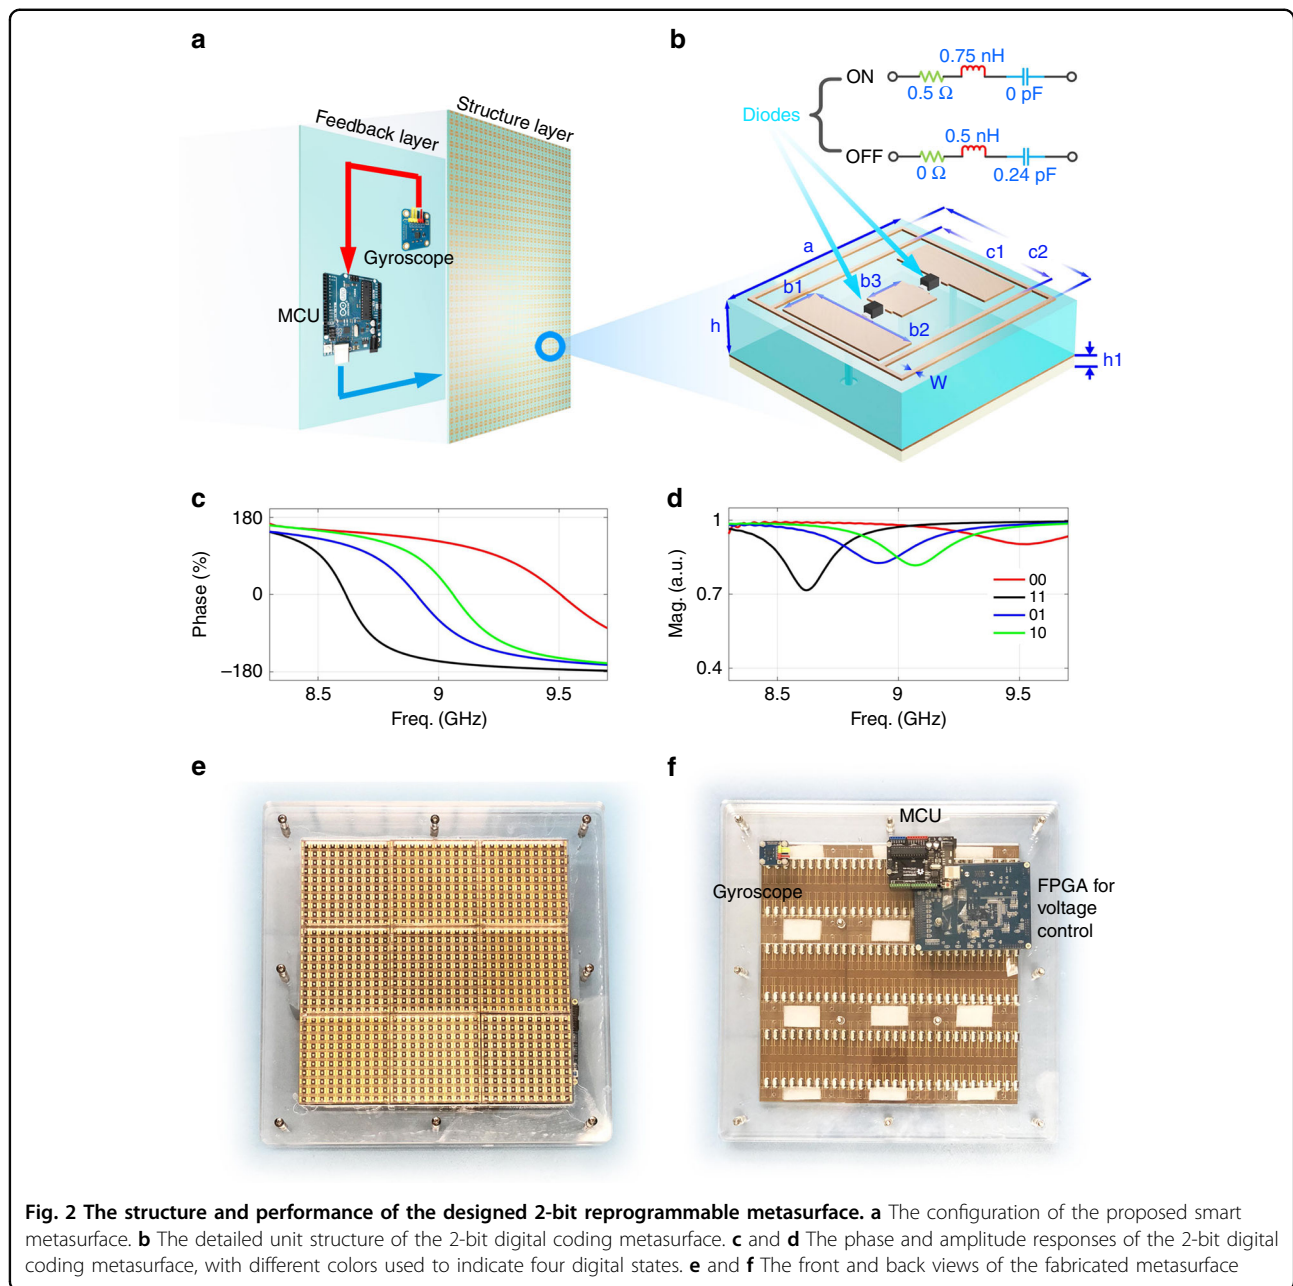 a
Structure layer
Feedback layer
Gyroscope
MCU
b
0.75 nH
ON
0.5 Ω
0 pF
Diodes
0.5 nH
OFF
0 Ω
0.24 pF
a
c1
c2
b1
b3
b2
h
h1
W
c
180
0
−180
Phase (%)
8.5
9
9.5
Freq. (GHz)
d
1
0.7
0.4
Mag. (a.u.)
00
11
01
10
8.5
9
9.5
Freq. (GHz)
e
f
MCU
Gyroscope
FPGA for
voltage
control
Fig. 2 The structure and performance of the designed 2-bit reprogrammable metasurface. a The configuration of the proposed smart
metasurface. b The detailed unit structure of the 2-bit digital coding metasurface. c and d The phase and amplitude responses of the 2-bit digital
coding metasurface, with different colors used to indicate four digital states. e and f The front and back views of the fabricated metasurface